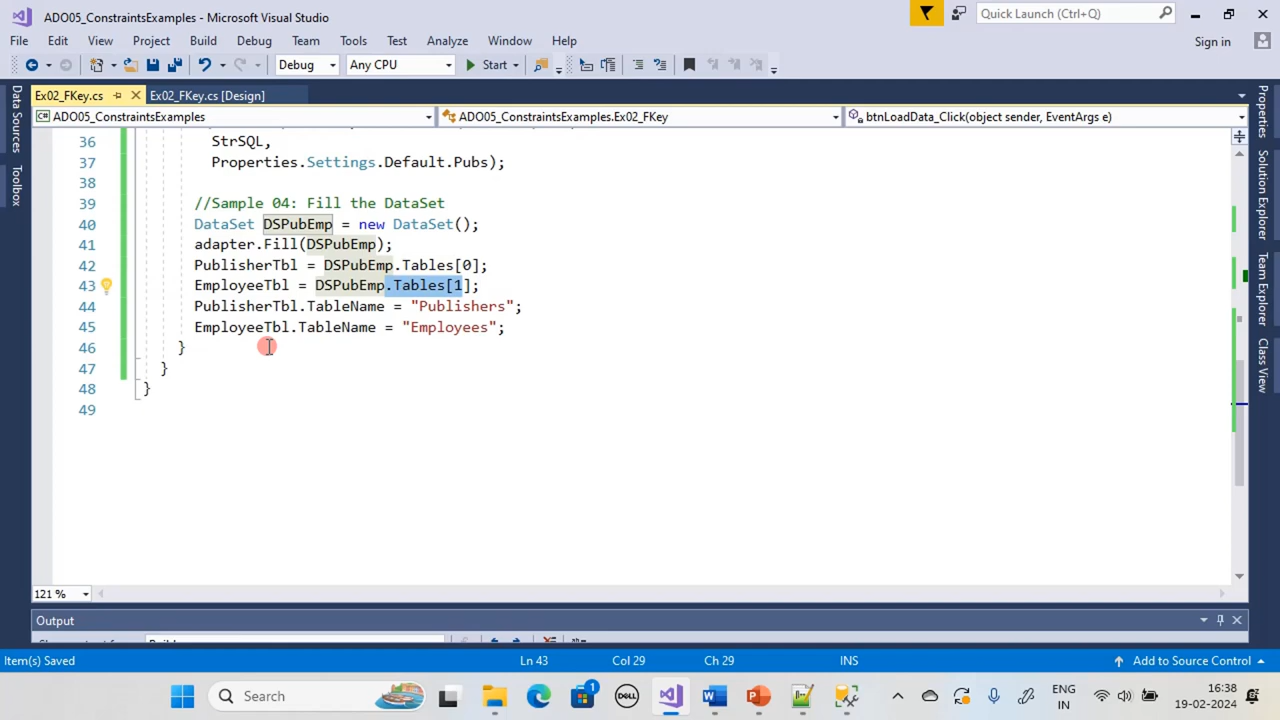 ADO05_ConstraintsExamples - Microsoft Visual Studio
Quick Launch (Ctrl+Q)
File Edit View Project Build Debug Team Tools Test Analyze Window Help
Sign in
Debug Any CPU Start
Ex02_FKey.cs Ex02_FKey.cs [Design]
ADO05_ConstraintsExamples ADO05_ConstraintsExamples.Ex02_FKey btnLoadData_Click(object sender, EventArgs e)
Data Sources
Toolbox
Properties
Solution Explorer
Team Explorer
Class View
36 StrSQL,
37 Properties.Settings.Default.Pubs);
38
39 //Sample 04: Fill the DataSet
40 DataSet DSPubEmp = new DataSet();
41 adapter.Fill(DSPubEmp);
42 PublisherTbl = DSPubEmp.Tables[0];
43 EmployeeTbl = DSPubEmp.Tables[1];
44 PublisherTbl.TableName = "Publishers";
45 EmployeeTbl.TableName = "Employees";
46 }
47 }
48 }
49
121 %
Output
Item(s) Saved Ln 43 Col 29 Ch 29 INS Add to Source Control
Search 1 DELL ENG IN 16:38 19-02-2024